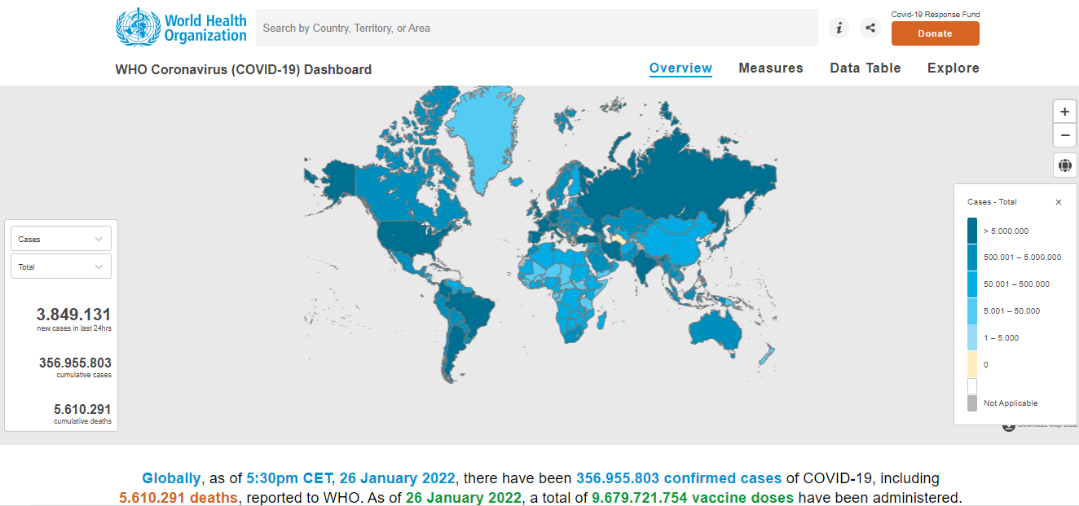 World Health
Organization
Search by Country, Territory, or Area
i
Covid-19 Response Fund
Donate
WHO Coronavirus (COVID-19) Dashboard
Overview
Measures
Data Table
Explore
+
−
Cases - Total
×
> 5.000.000
500.001 – 5.000.000
50.001 – 500.000
5.001 – 50.000
1 – 5.000
0
Not Applicable
Download Map Data
Cases
Total
3.849.131
new cases in last 24hrs
356.955.803
cumulative cases
5.610.291
cumulative deaths
Globally, as of 5:30pm CET, 26 January 2022, there have been 356.955.803 confirmed cases of COVID-19, including
5.610.291 deaths, reported to WHO. As of 26 January 2022, a total of 9.679.721.754 vaccine doses have been administered.